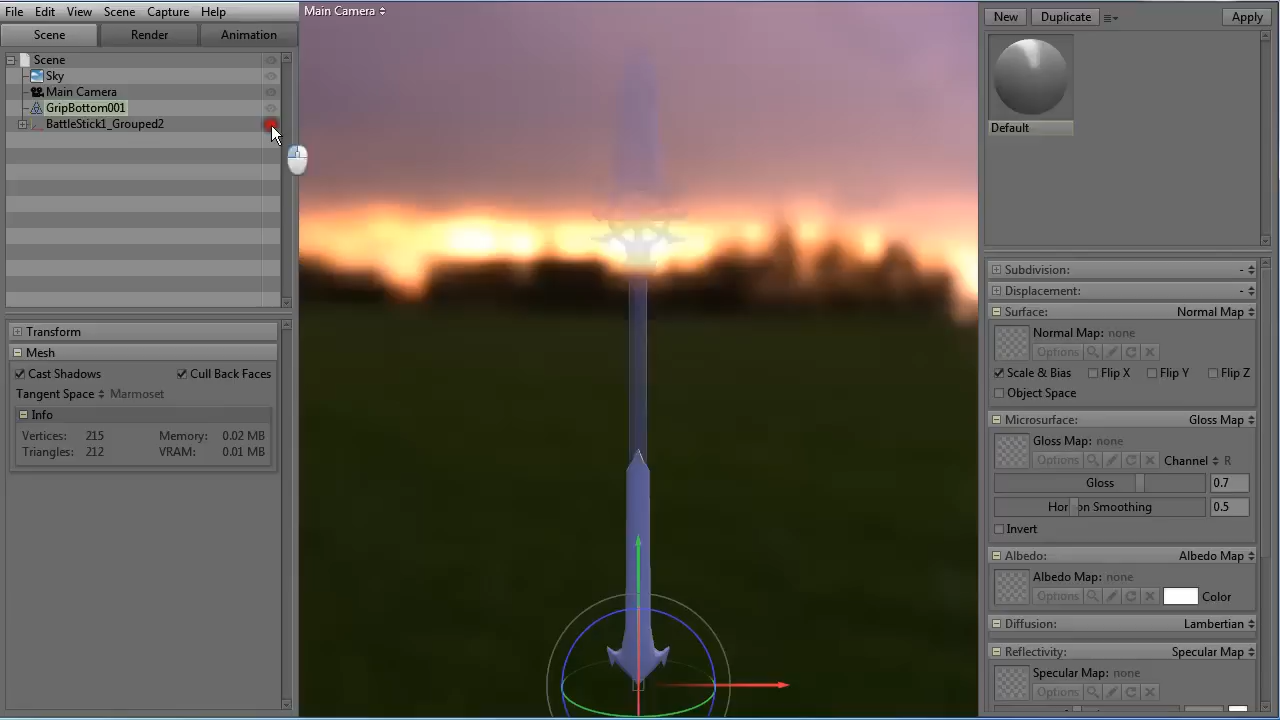 File Edit View Scene Capture Help
Scene Render Animation
Scene
Sky
Main Camera
GripBottom001
BattleStick1_Grouped2
Transform
Mesh
Cast Shadows Cull Back Faces
Tangent Space Marmoset
Info
Vertices: 215 Memory: 0.02 MB
Triangles: 212 VRAM: 0.01 MB
Main Camera
New Duplicate Apply
Default
Subdivision: -
Displacement: -
Surface: Normal Map
Normal Map: none
Options
Scale & Bias Flip X Flip Y Flip Z
Object Space
Microsurface: Gloss Map
Gloss Map: none
Options Channel R
Gloss 0.7
Horizon Smoothing 0.5
Invert
Albedo: Albedo Map
Albedo Map: none
Options Color
Diffusion: Lambertian
Reflectivity: Specular Map
Specular Map: none
Options